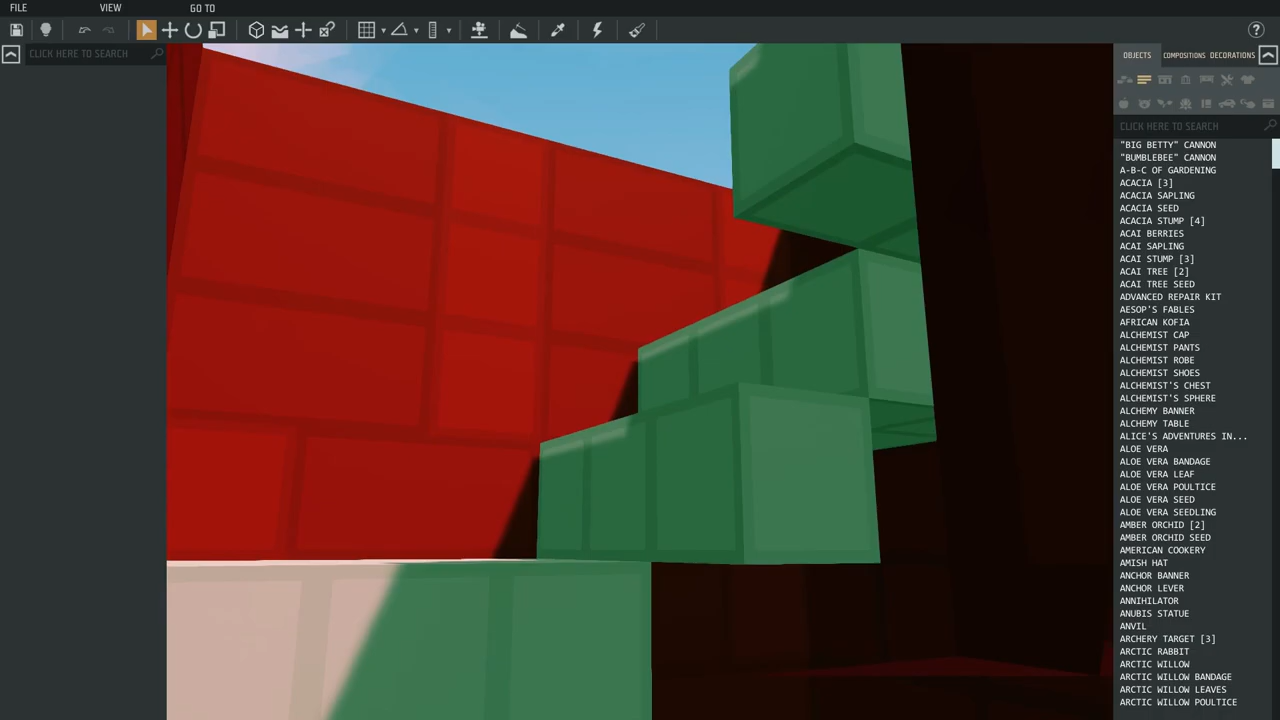 FILE VIEW GO TO
CLICK HERE TO SEARCH
OBJECTS COMPOSITIONS DECORATIONS
CLICK HERE TO SEARCH
"BIG BETTY" CANNON
"BUMBLEBEE" CANNON
A-B-C OF GARDENING
ACACIA [3]
ACACIA SAPLING
ACACIA SEED
ACACIA STUMP [4]
ACAI BERRIES
ACAI SAPLING
ACAI STUMP [3]
ACAI TREE [2]
ACAI TREE SEED
ADVANCED REPAIR KIT
AESOP'S FABLES
AFRICAN KOFIA
ALCHEMIST CAP
ALCHEMIST PANTS
ALCHEMIST ROBE
ALCHEMIST SHOES
ALCHEMIST'S CHEST
ALCHEMIST'S SPHERE
ALCHEMY BANNER
ALCHEMY TABLE
ALICE'S ADVENTURES IN...
ALOE VERA
ALOE VERA BANDAGE
ALOE VERA LEAF
ALOE VERA POULTICE
ALOE VERA SEED
ALOE VERA SEEDLING
AMBER ORCHID [2]
AMBER ORCHID SEED
AMERICAN COOKERY
AMISH HAT
ANCHOR BANNER
ANCHOR LEVER
ANNIHILATOR
ANUBIS STATUE
ANVIL
ARCHERY TARGET [3]
ARCTIC RABBIT
ARCTIC WILLOW
ARCTIC WILLOW BANDAGE
ARCTIC WILLOW LEAVES
ARCTIC WILLOW POULTICE